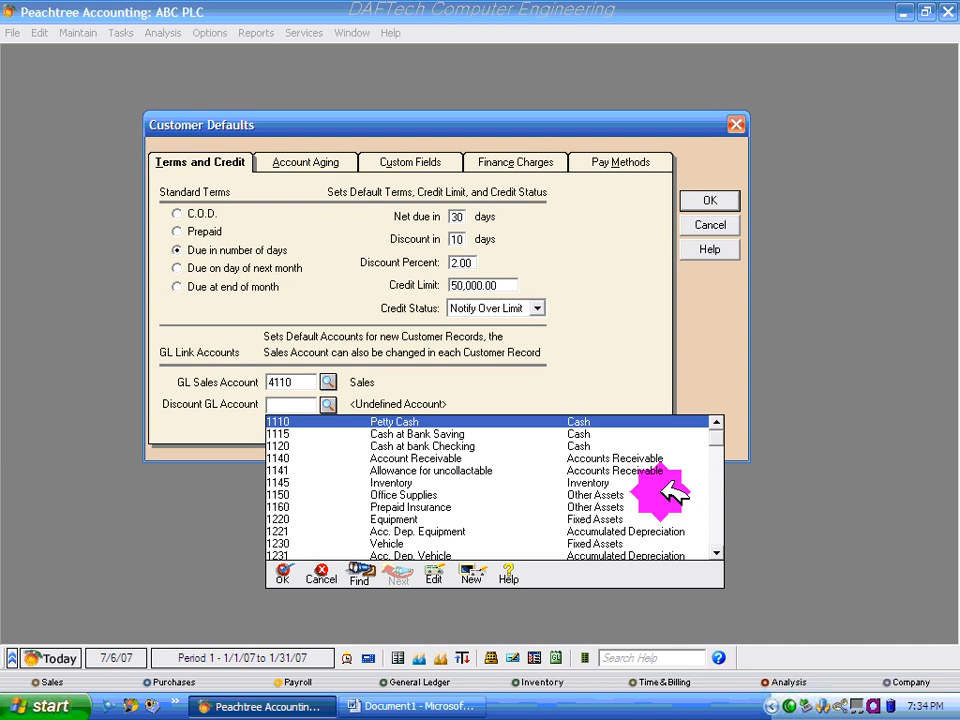 Peachtree Accounting: ABC PLC
DAFTech Computer Engineering
File Edit Maintain Tasks Analysis Options Reports Services Window Help
Customer Defaults
Terms and Credit Account Aging Custom Fields Finance Charges Pay Methods
Standard Terms Sets Default Terms, Credit Limit, and Credit Status
OK
C.O.D. Net due in 30 days
Cancel
Prepaid Discount in 10 days
Help
Due in number of days
Discount Percent: 2.00
Due on day of next month
Credit Limit: 50,000.00
Due at end of month
Credit Status: Notify Over Limit
Sets Default Accounts for new Customer Records, the
GL Link Accounts Sales Account can also be changed in each Customer Record
GL Sales Account 4110 Sales
Discount GL Account <Undefined Account>
1110 Petty Cash Cash
1115 Cash at Bank Saving Cash
1120 Cash at bank Checking Cash
1140 Account Receivable Accounts Receivable
1141 Allowance for uncollactable Accounts Receivable
1145 Inventory Inventory
1150 Office Supplies Other Assets
1160 Prepaid Insurance Other Assets
1220 Equipment Fixed Assets
1221 Acc. Dep. Equipment Accumulated Depreciation
1230 Vehicle Fixed Assets
1231 Acc. Dep. Vehicle Accumulated Depreciation
OK Cancel Find Next Edit New Help
Today 7/6/07 Period 1 - 1/1/07 to 1/31/07 Search Help
Sales Purchases Payroll General Ledger Inventory Time & Billing Analysis Company
start Peachtree Accountin... Document1 - Microsof... 7:34 PM